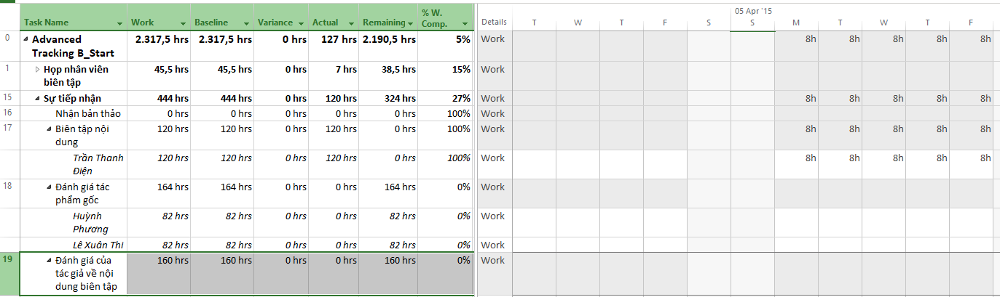 05 Apr '15
Task Name Work Baseline Variance Actual Remaining % W. Comp. Details T W T F S S M T W T F
0 Advanced Tracking B_Start 2.317,5 hrs 2.317,5 hrs 0 hrs 127 hrs 2.190,5 hrs 5% Work 8h 8h 8h 8h 8h
1 Họp nhân viên biên tập 45,5 hrs 45,5 hrs 0 hrs 7 hrs 38,5 hrs 15% Work
15 Sự tiếp nhận 444 hrs 444 hrs 0 hrs 120 hrs 324 hrs 27% Work 8h 8h 8h 8h 8h
16 Nhận bản thảo 0 hrs 0 hrs 0 hrs 0 hrs 0 hrs 100% Work
17 Biên tập nội dung 120 hrs 120 hrs 0 hrs 120 hrs 0 hrs 100% Work 8h 8h 8h 8h 8h
Trần Thanh Điện 120 hrs 120 hrs 0 hrs 120 hrs 0 hrs 100% Work 8h 8h 8h 8h 8h
18 Đánh giá tác phẩm gốc 164 hrs 164 hrs 0 hrs 0 hrs 164 hrs 0% Work
Huỳnh Phương 82 hrs 82 hrs 0 hrs 0 hrs 82 hrs 0% Work
Lê Xuân Thi 82 hrs 82 hrs 0 hrs 0 hrs 82 hrs 0% Work
19 Đánh giá của tác giả về nội dung biên tập 160 hrs 160 hrs 0 hrs 0 hrs 160 hrs 0% Work